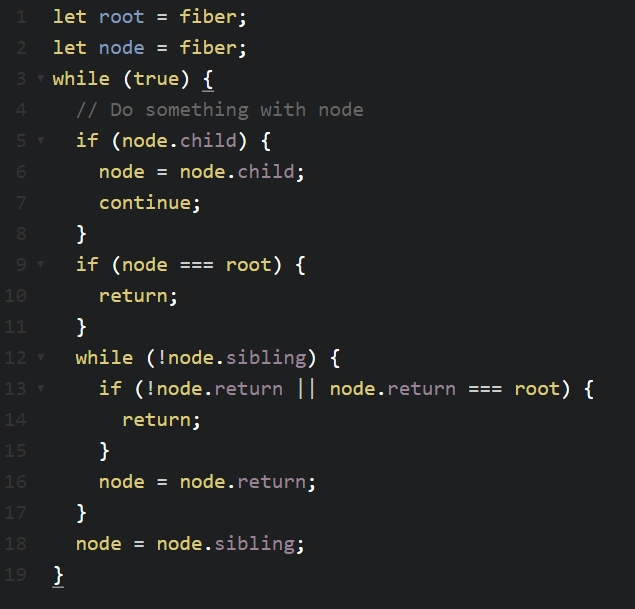 1 let root = fiber;
2 let node = fiber;
3 while (true) {
4   // Do something with node
5   if (node.child) {
6     node = node.child;
7     continue;
8   }
9   if (node === root) {
10     return;
11   }
12   while (!node.sibling) {
13     if (!node.return || node.return === root) {
14       return;
15     }
16     node = node.return;
17   }
18   node = node.sibling;
19 }